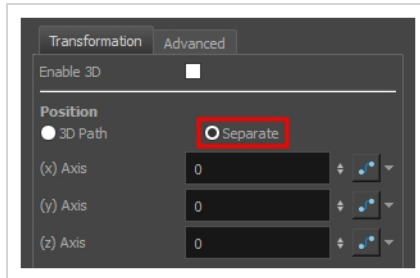 Transformation Advanced
Enable 3D
Position
3D Path Separate
(x) Axis 0
(y) Axis 0
(z) Axis 0